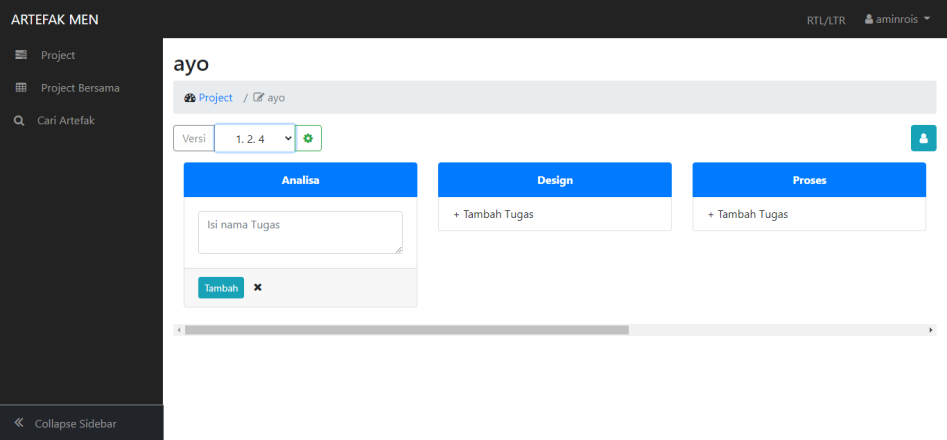 ARTEFAK MEN
RTL/LTR aminrois
Project
Project Bersama
Cari Artefak
ayo
Project / ayo
Versi 1. 2. 4
Analisa
Isi nama Tugas
Tambah
Design
+ Tambah Tugas
Proses
+ Tambah Tugas
Collapse Sidebar